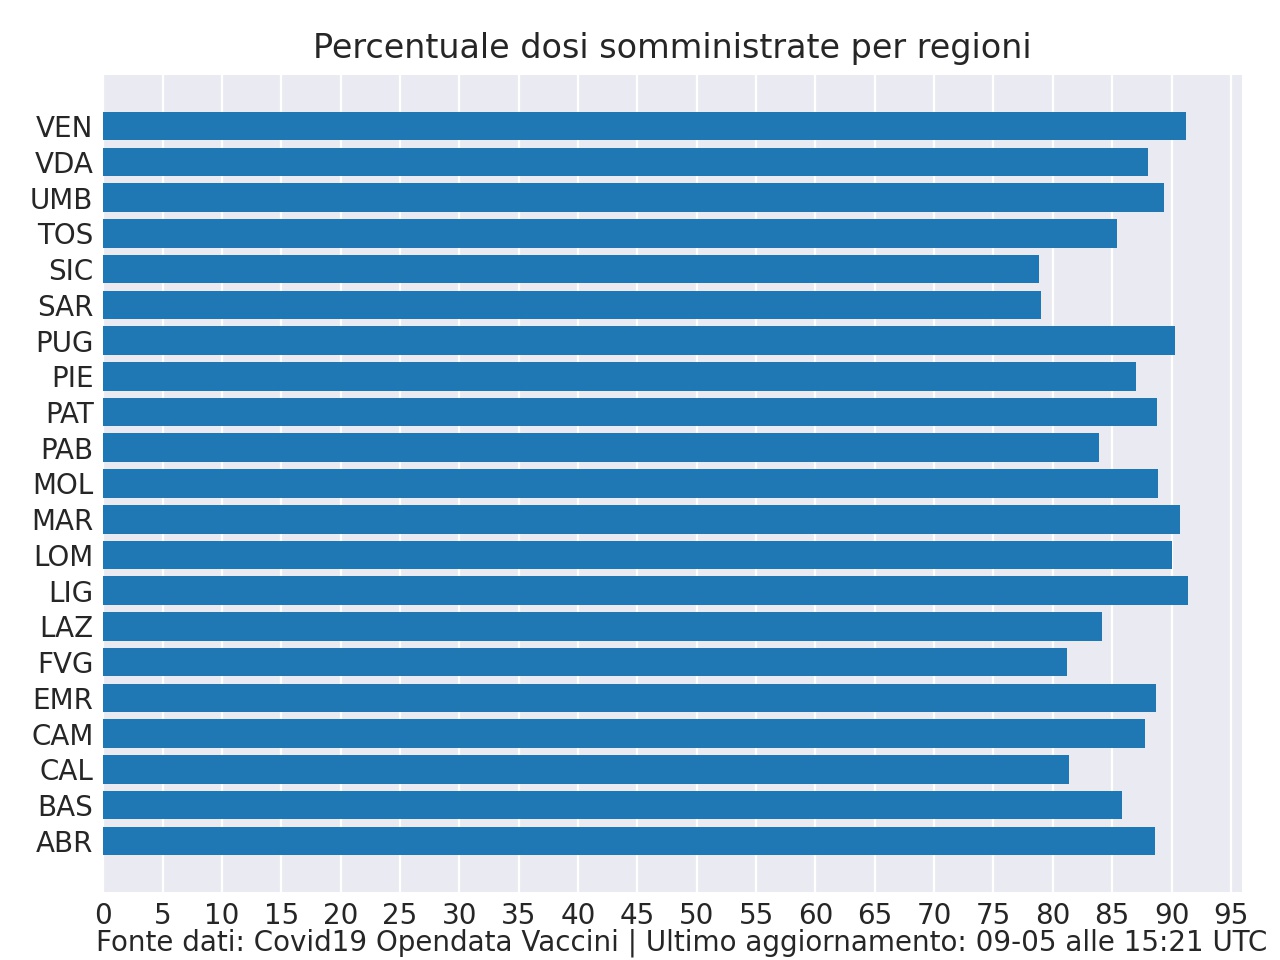 Percentuale dosi somministrate per regioni
VEN
VDA
UMB
TOS
SIC
SAR
PUG
PIE
PAT
PAB
MOL
MAR
LOM
LIG
LAZ
FVG
EMR
CAM
CAL
BAS
ABR
0 5 10 15 20 25 30 35 40 45 50 55 60 65 70 75 80 85 90 95
Fonte dati: Covid19 Opendata Vaccini | Ultimo aggiornamento: 09-05 alle 15:21 UTC